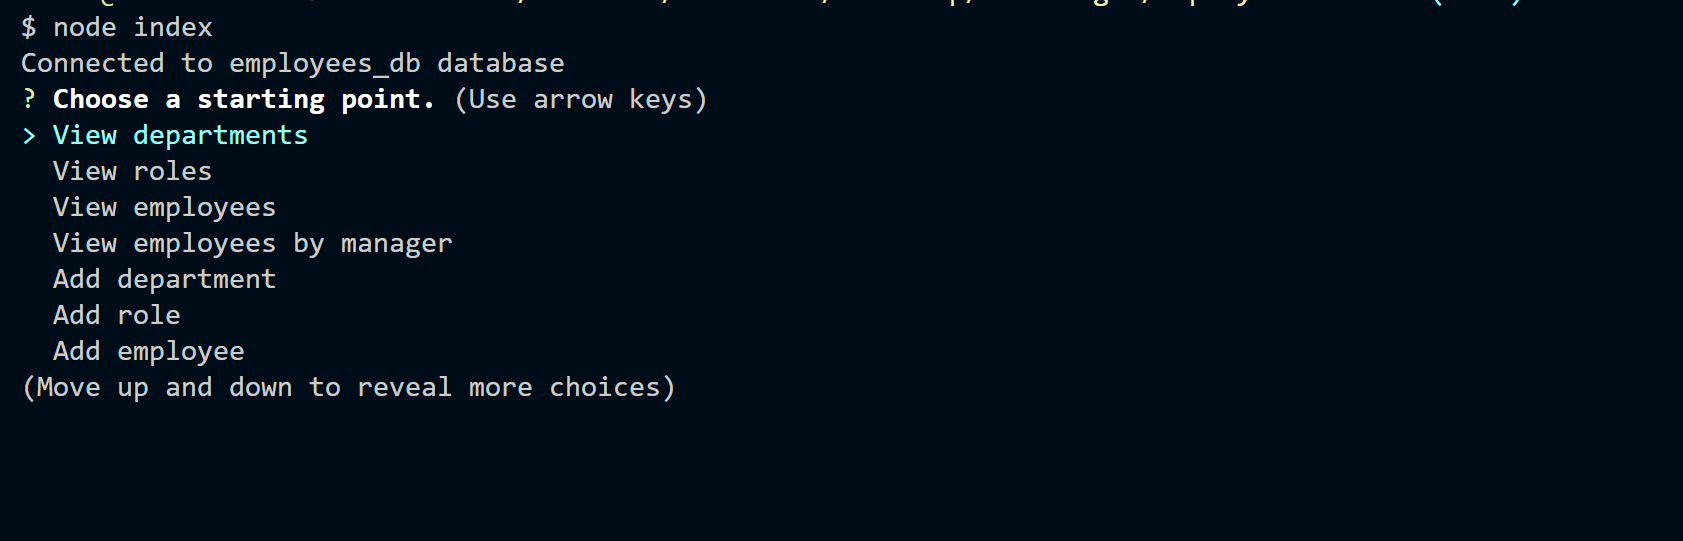 $ node index
Connected to employees_db database
? Choose a starting point. (Use arrow keys)
> View departments
  View roles
  View employees
  View employees by manager
  Add department
  Add role
  Add employee
(Move up and down to reveal more choices)